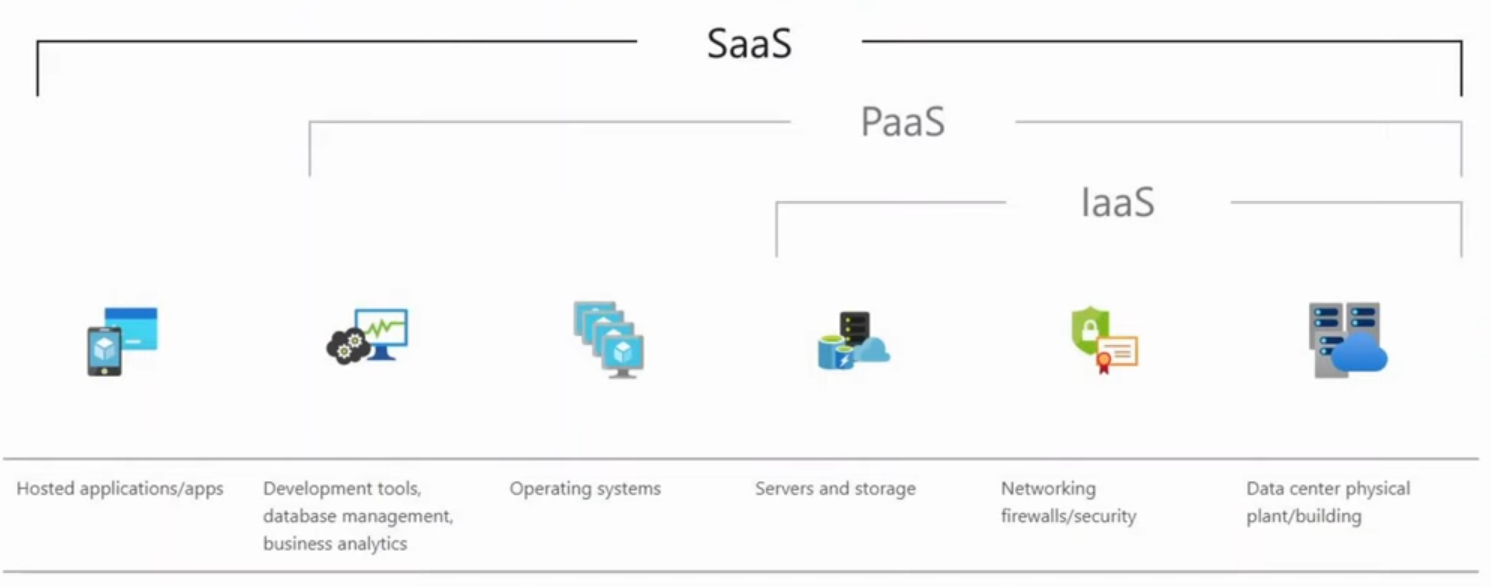 SaaS
PaaS
IaaS
Hosted applications/apps
Development tools,
database management,
business analytics
Operating systems
Servers and storage
Networking
firewalls/security
Data center physical
plant/building